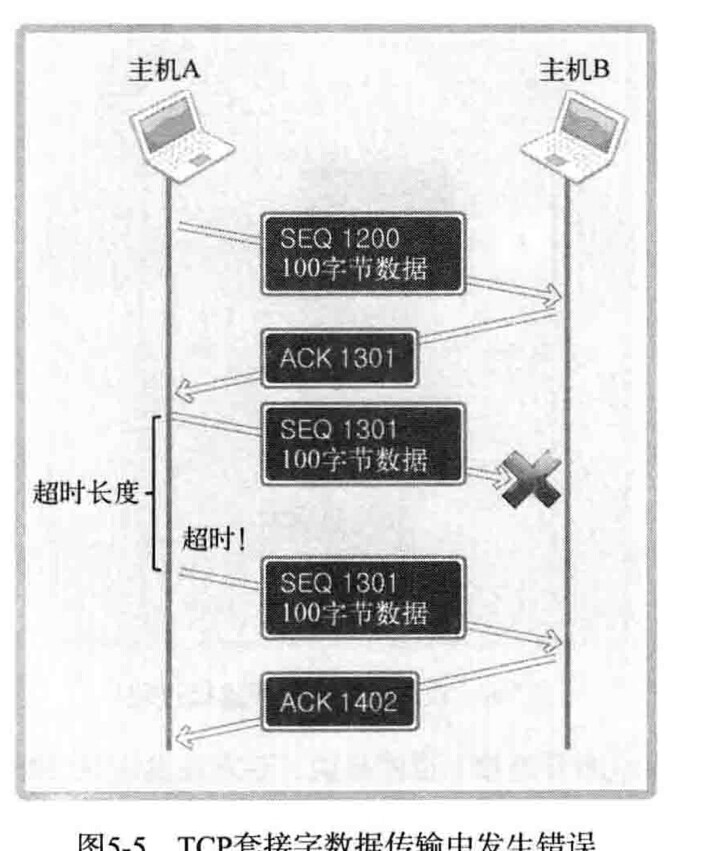 主机A
主机B
SEQ 1200
100字节数据
ACK 1301
SEQ 1301
100字节数据
超时长度
超时!
SEQ 1301
100字节数据
ACK 1402
图5-5 TCP套接字数据传输中发生错误